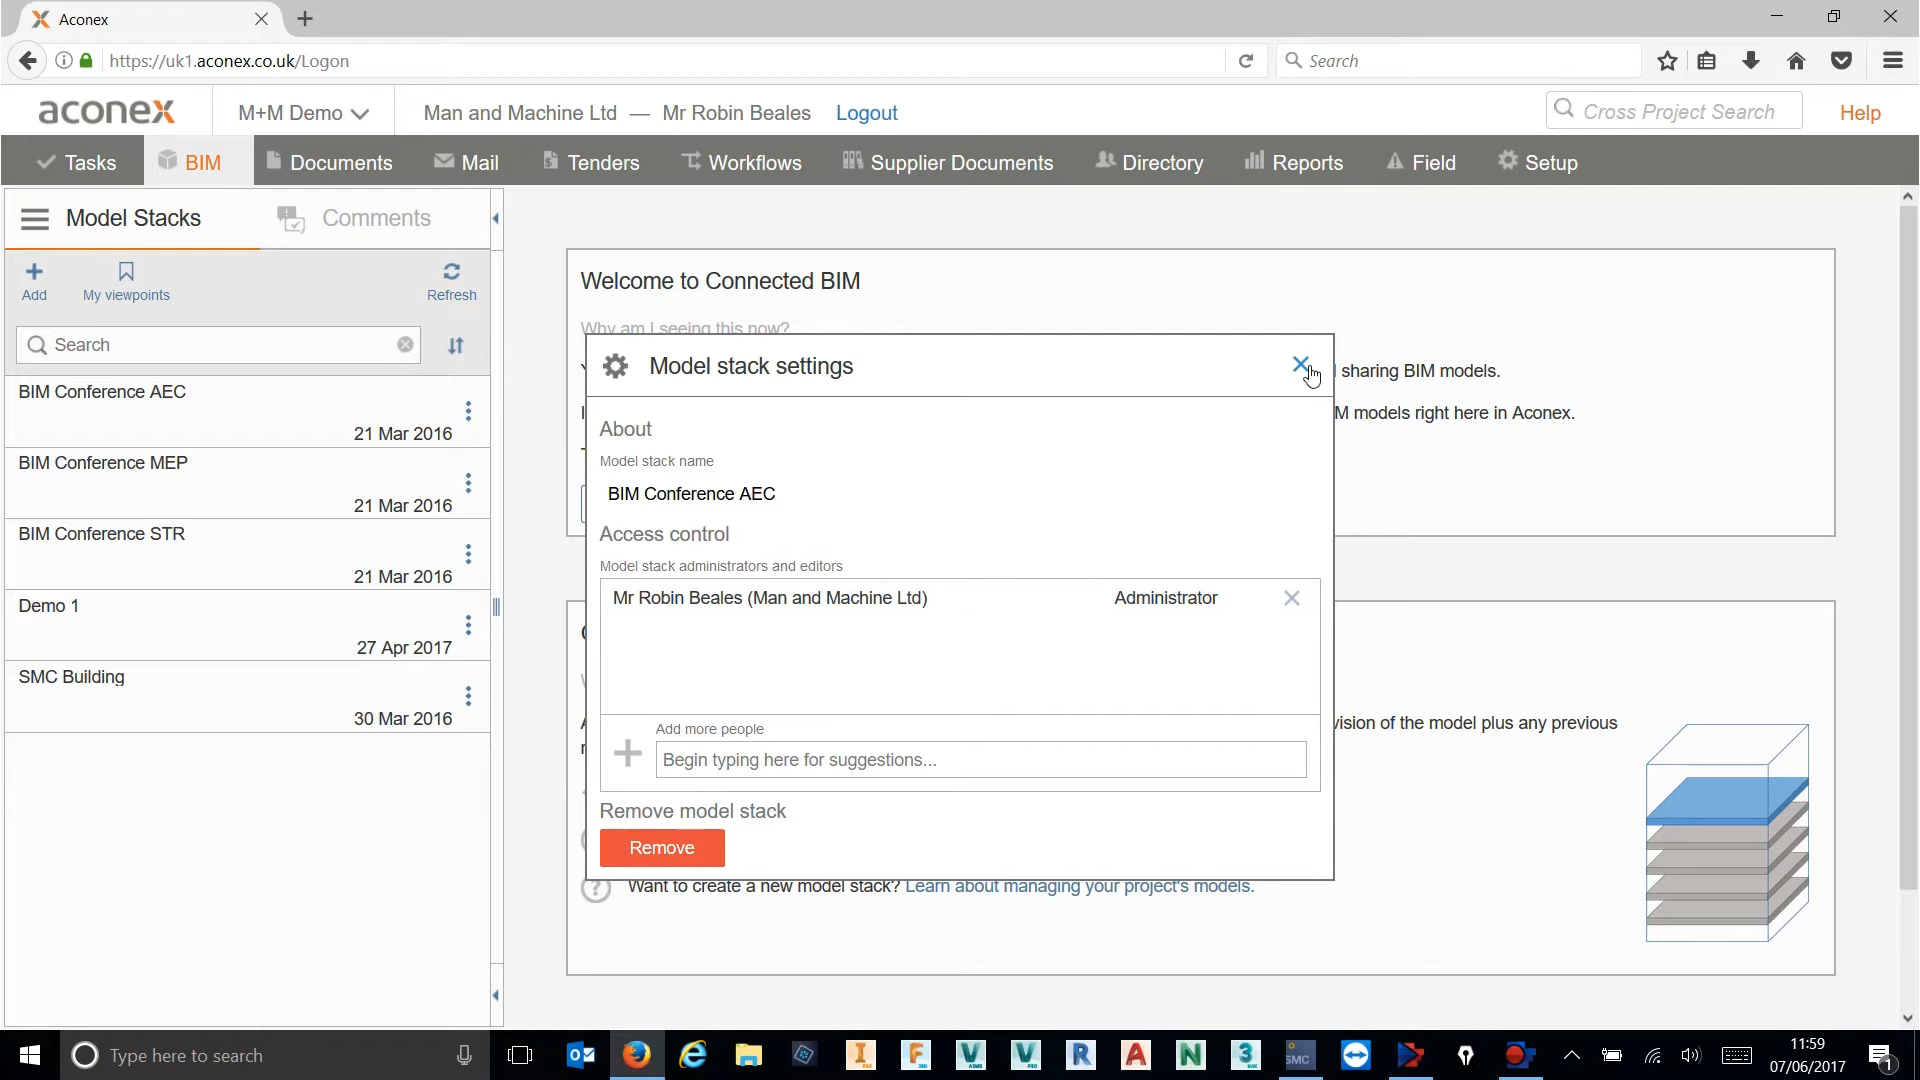 Aconex
https://uk1.aconex.co.uk/Logon
Search
aconex
M+M Demo
Man and Machine Ltd — Mr Robin Beales
Logout
Cross Project Search
Help
Tasks
BIM
Documents
Mail
Tenders
Workflows
Supplier Documents
Directory
Reports
Field
Setup
Model Stacks
Comments
Add
My viewpoints
Refresh
Search
BIM Conference AEC
21 Mar 2016
BIM Conference MEP
21 Mar 2016
BIM Conference STR
21 Mar 2016
Demo 1
27 Apr 2017
SMC Building
30 Mar 2016
Welcome to Connected BIM
Why am I seeing this now?
sharing BIM models.
models right here in Aconex.
Model stack settings
About
Model stack name
BIM Conference AEC
Access control
Model stack administrators and editors
Mr Robin Beales (Man and Machine Ltd)
Administrator
Add more people
Begin typing here for suggestions...
Remove model stack
Remove
of the model plus any previous
Want to create a new model stack? Learn about managing your project's models.
Type here to search
SMC
11:59
07/06/2017
1